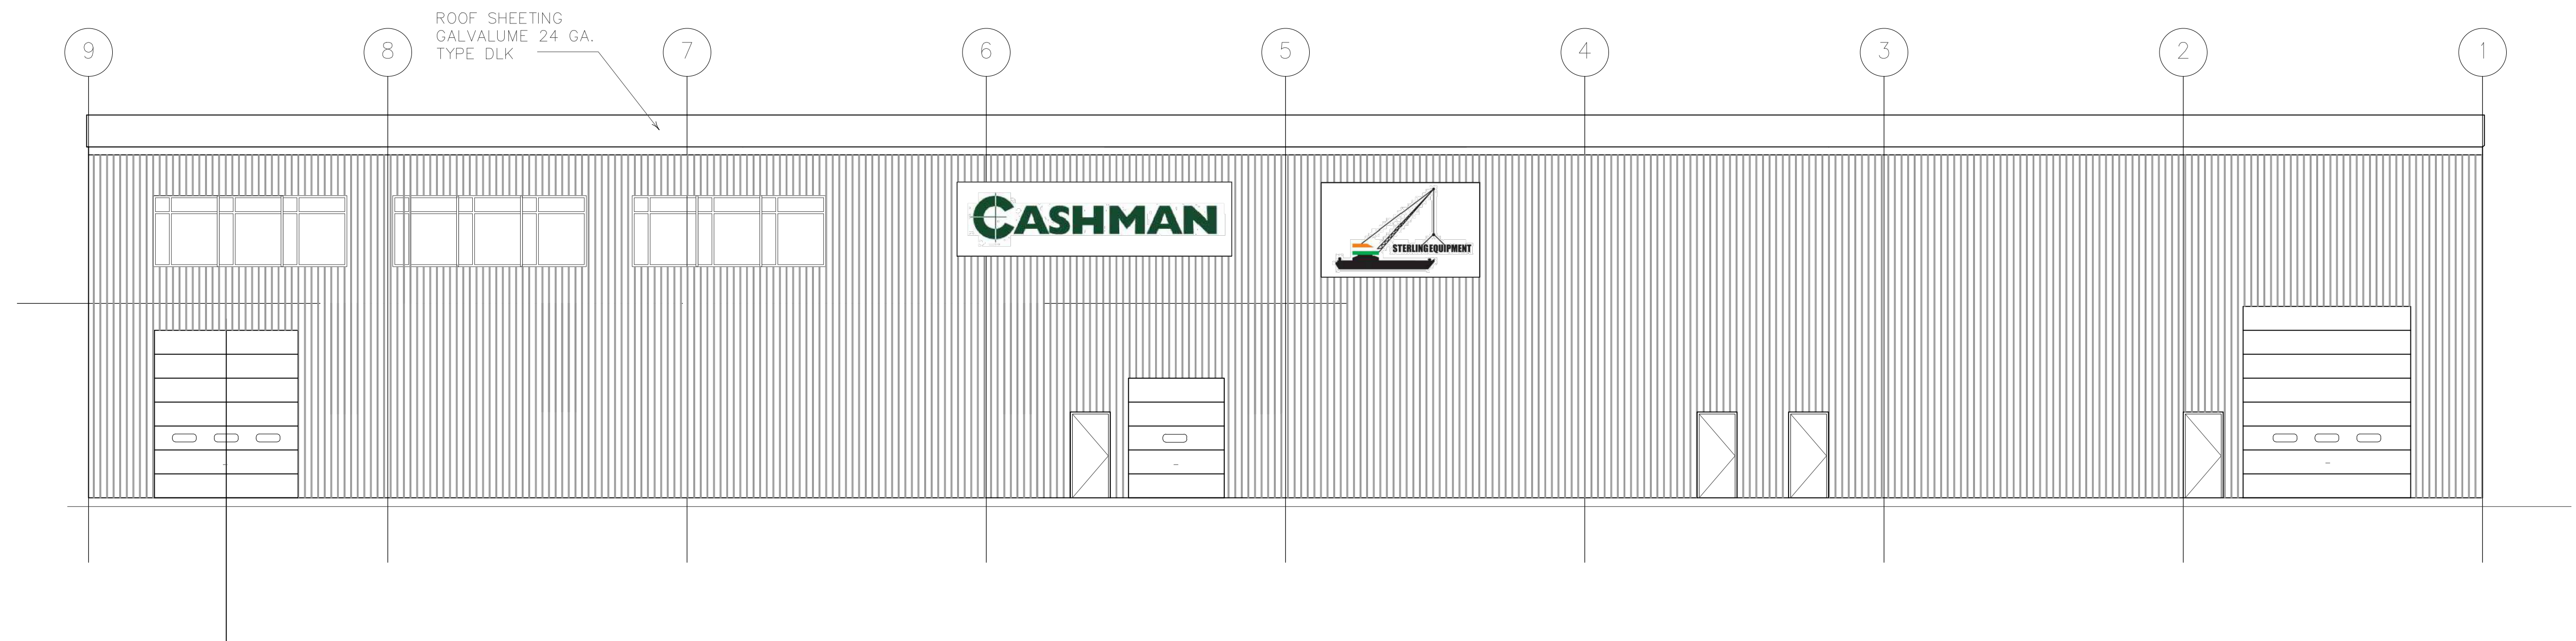 ROOF SHEETING
GALVALUME 24 GA.
TYPE DLK
9
8
7
6
5
4
3
2
1
CASHMAN
STERLING EQUIPMENT